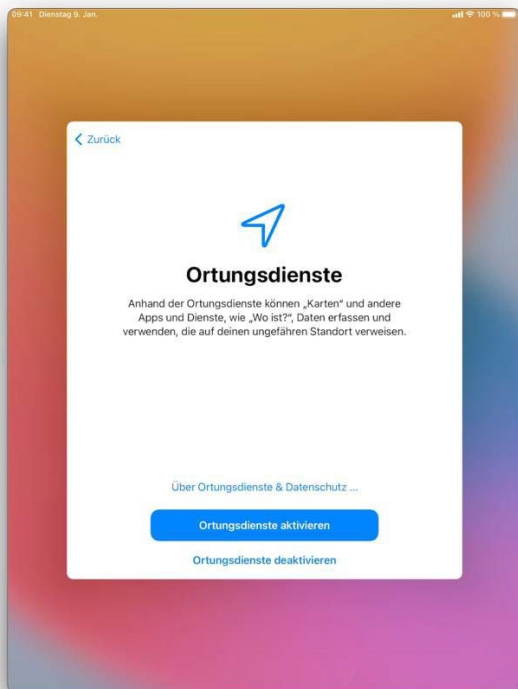 09:41 Dienstag 9. Jan. 100 %
Zurück
Ortungsdienste
Anhand der Ortungsdienste können „Karten“ und andere
Apps und Dienste, wie „Wo ist?“, Daten erfassen und
verwenden, die auf deinen ungefähren Standort verweisen.
Über Ortungsdienste & Datenschutz ...
Ortungsdienste aktivieren
Ortungsdienste deaktivieren